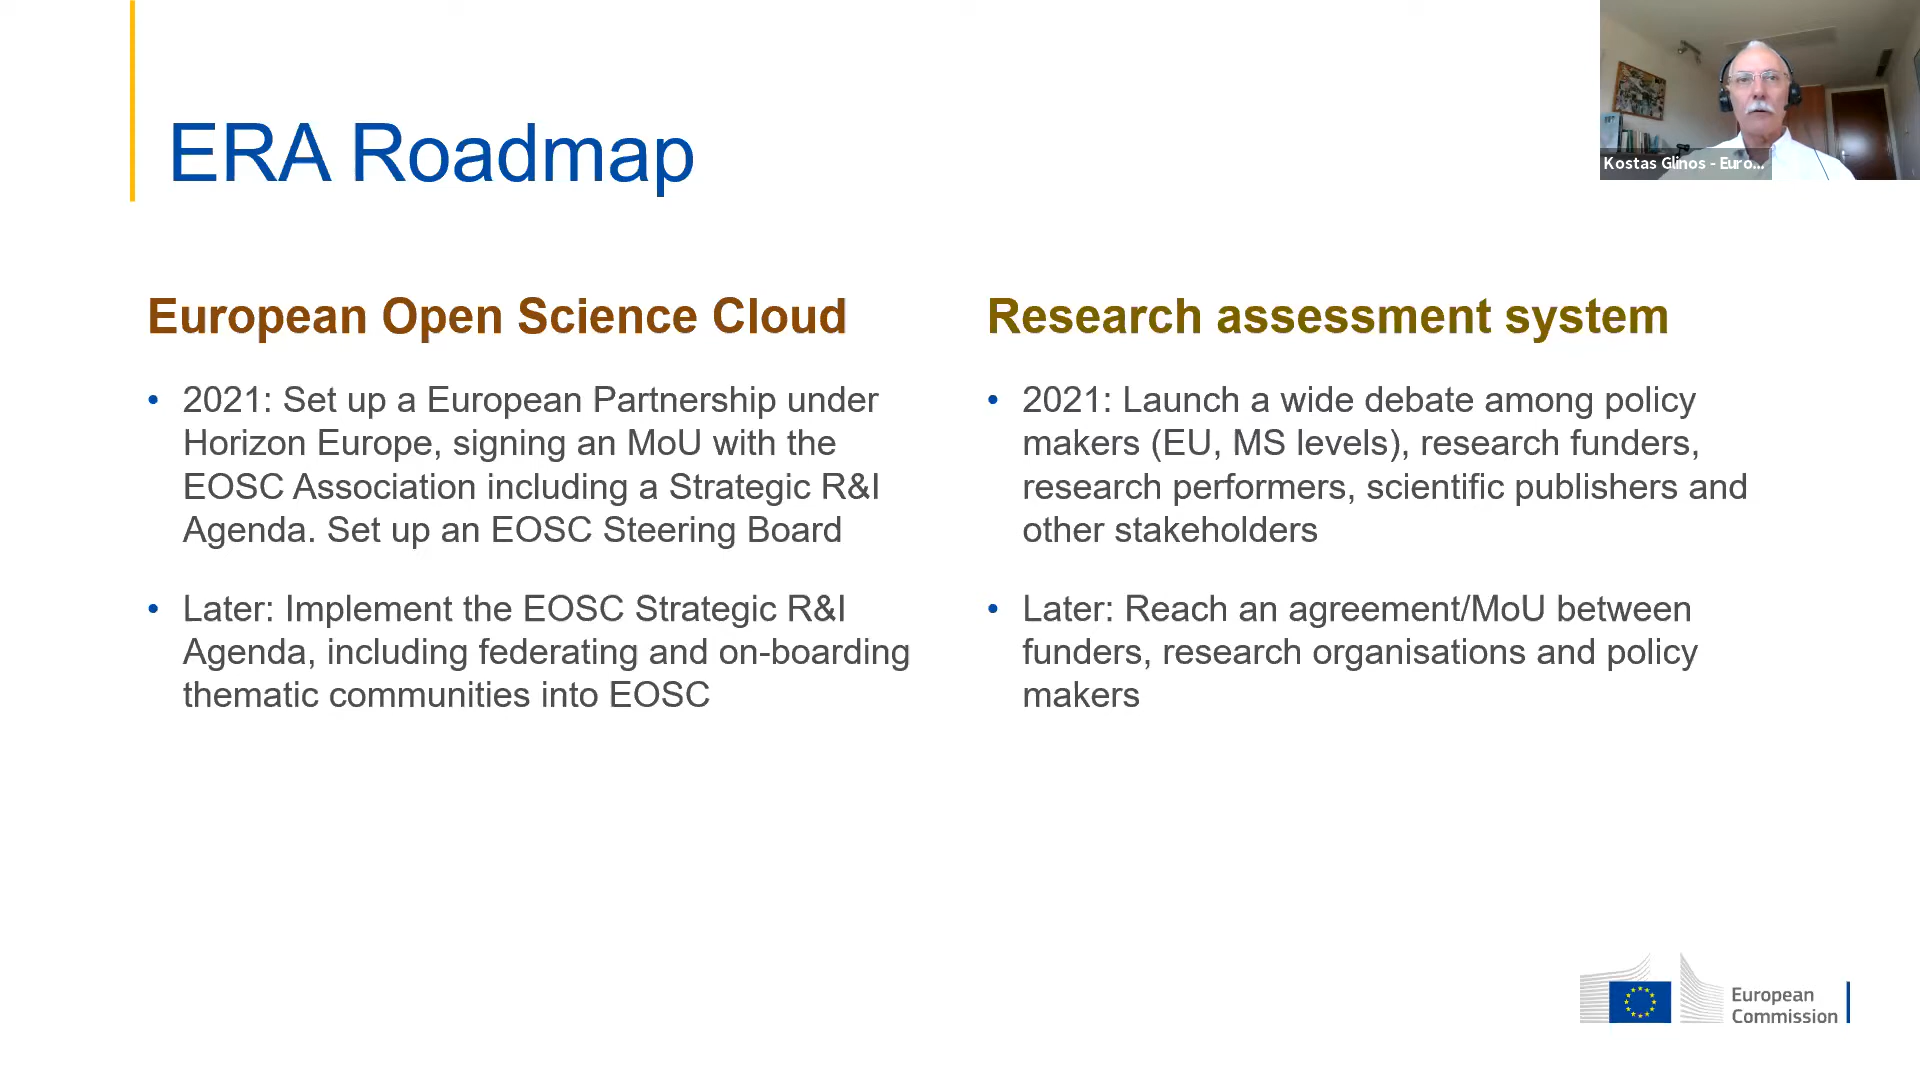 ERA Roadmap
Kostas Glinos - Euro...
European Open Science Cloud
• 2021: Set up a European Partnership under
Horizon Europe, signing an MoU with the
EOSC Association including a Strategic R&I
Agenda. Set up an EOSC Steering Board
• Later: Implement the EOSC Strategic R&I
Agenda, including federating and on-boarding
thematic communities into EOSC
Research assessment system
• 2021: Launch a wide debate among policy
makers (EU, MS levels), research funders,
research performers, scientific publishers and
other stakeholders
• Later: Reach an agreement/MoU between
funders, research organisations and policy
makers
European
Commission